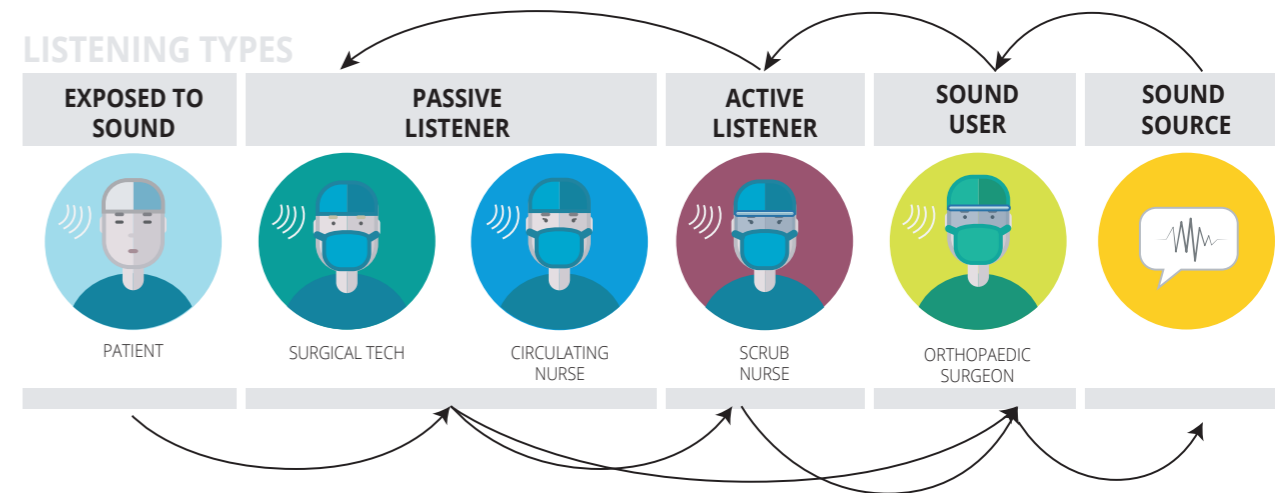 LISTENING TYPES
EXPOSED TO
SOUND
PASSIVE
LISTENER
ACTIVE
LISTENER
SOUND
USER
SOUND
SOURCE
PATIENT
SURGICAL TECH
CIRCULATING
NURSE
SCRUB
NURSE
ORTHOPAEDIC
SURGEON